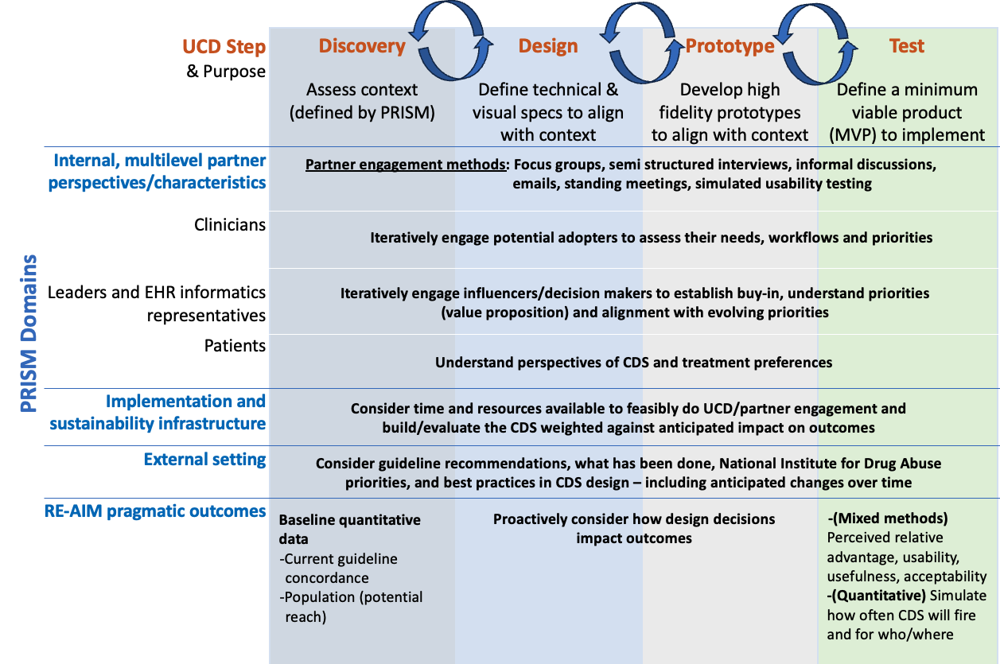 UCD Step
& Purpose
Discovery
Assess context
(defined by PRISM)
Design
Define technical &
visual specs to align
with context
Prototype
Develop high
fidelity prototypes
to align with context
Test
Define a minimum
viable product
(MVP) to implement
PRISM Domains
Internal, multilevel partner
perspectives/characteristics
Partner engagement methods: Focus groups, semi structured interviews, informal discussions,
emails, standing meetings, simulated usability testing
Clinicians
Iteratively engage potential adopters to assess their needs, workflows and priorities
Leaders and EHR informatics
representatives
Iteratively engage influencers/decision makers to establish buy-in, understand priorities
(value proposition) and alignment with evolving priorities
Patients
Understand perspectives of CDS and treatment preferences
Implementation and
sustainability infrastructure
Consider time and resources available to feasibly do UCD/partner engagement and
build/evaluate the CDS weighted against anticipated impact on outcomes
External setting
Consider guideline recommendations, what has been done, National Institute for Drug Abuse
priorities, and best practices in CDS design – including anticipated changes over time
RE-AIM pragmatic outcomes
Baseline quantitative
data
-Current guideline
concordance
-Population (potential
reach)
Proactively consider how design decisions
impact outcomes
-(Mixed methods)
Perceived relative
advantage, usability,
usefulness, acceptability
-(Quantitative) Simulate
how often CDS will fire
and for who/where